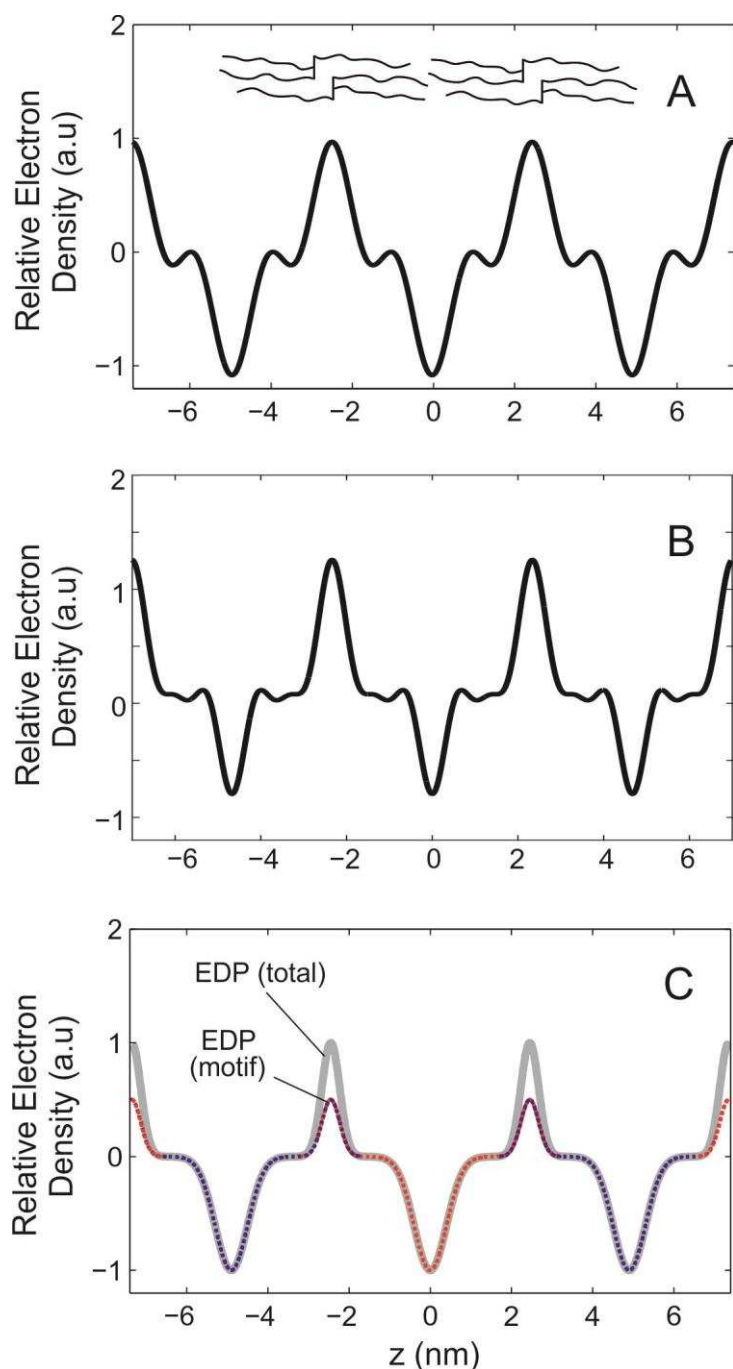 A
2
1
0
−1
Relative Electron
Density (a.u)
−6 −4 −2 0 2 4 6
B
2
1
0
−1
Relative Electron
Density (a.u)
−6 −4 −2 0 2 4 6
C
2
1
0
−1
Relative Electron
Density (a.u)
EDP (total)
EDP
(motif)
−6 −4 −2 0 2 4 6
z (nm)